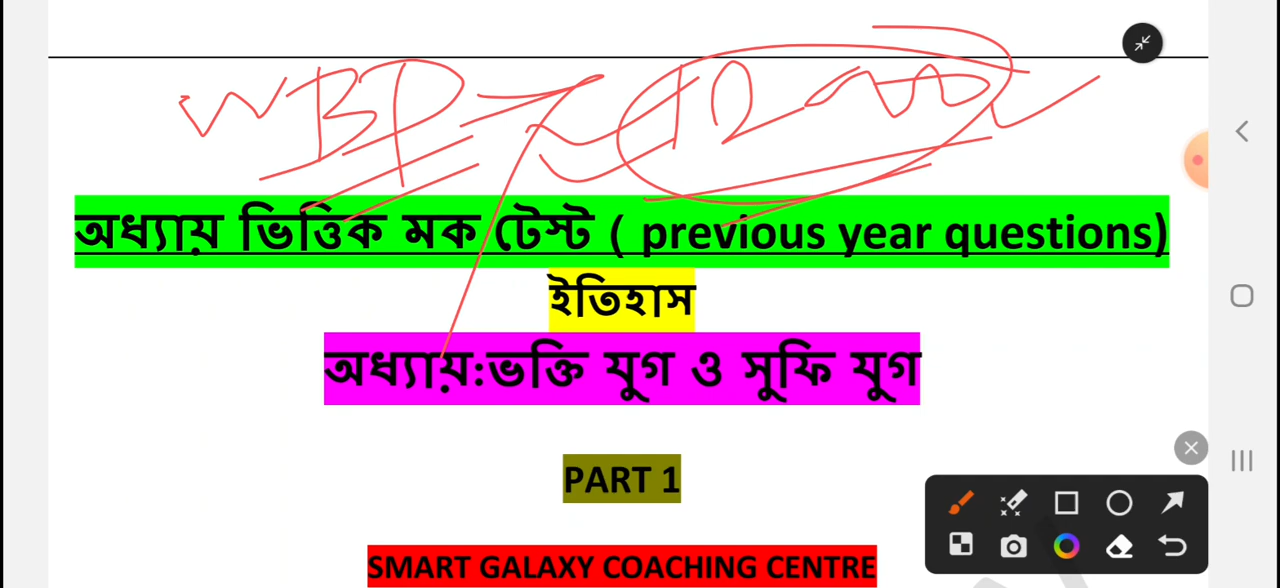 WBP
অধ্যায় ভিত্তিক মক টেস্ট ( previous year questions)
ইতিহাস
অধ্যায়ঃভক্তি যুগ ও সুফি যুগ
PART 1
SMART GALAXY COACHING CENTRE